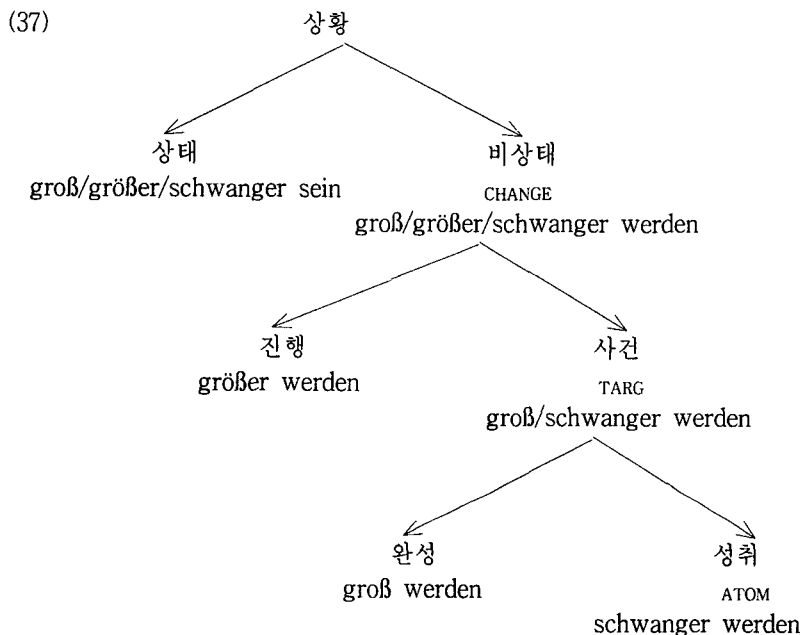 (37)
상황
상태 비상태
groß/größer/schwanger sein CHANGE
groß/größer/schwanger werden
진행 사건
größer werden TARG
groß/schwanger werden
완성 성취
groß werden ATOM
schwanger werden